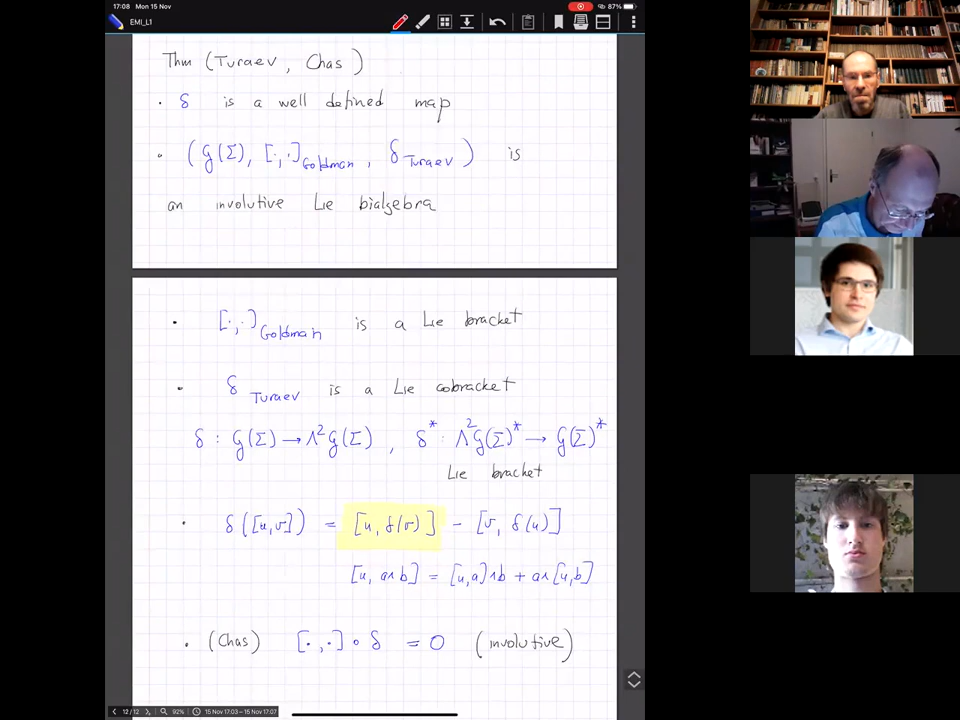 17:08 Mon 15 Nov
87%
EMI_L1
Thm (Turaev, Chas)
· δ is a well defined map
· (g(Σ), [·,·]Goldman, δTuraev) is
an involutive Lie bialgebra
· [·,·]Goldman is a Lie bracket
· δTuraev is a Lie cobracket
δ : g(Σ) → Λ²g(Σ), δ* : Λ²g(Σ)* → g(Σ)*
Lie bracket
· δ([u,v]) = [u, δ(v)] - [v, δ(u)]
[u, a∧b] = [u,a]∧b + a∧[u,b]
· (Chas) [·,·]∘δ = 0 (involutive)
12/12 92% 15 Nov 17:03 – 15 Nov 17:07